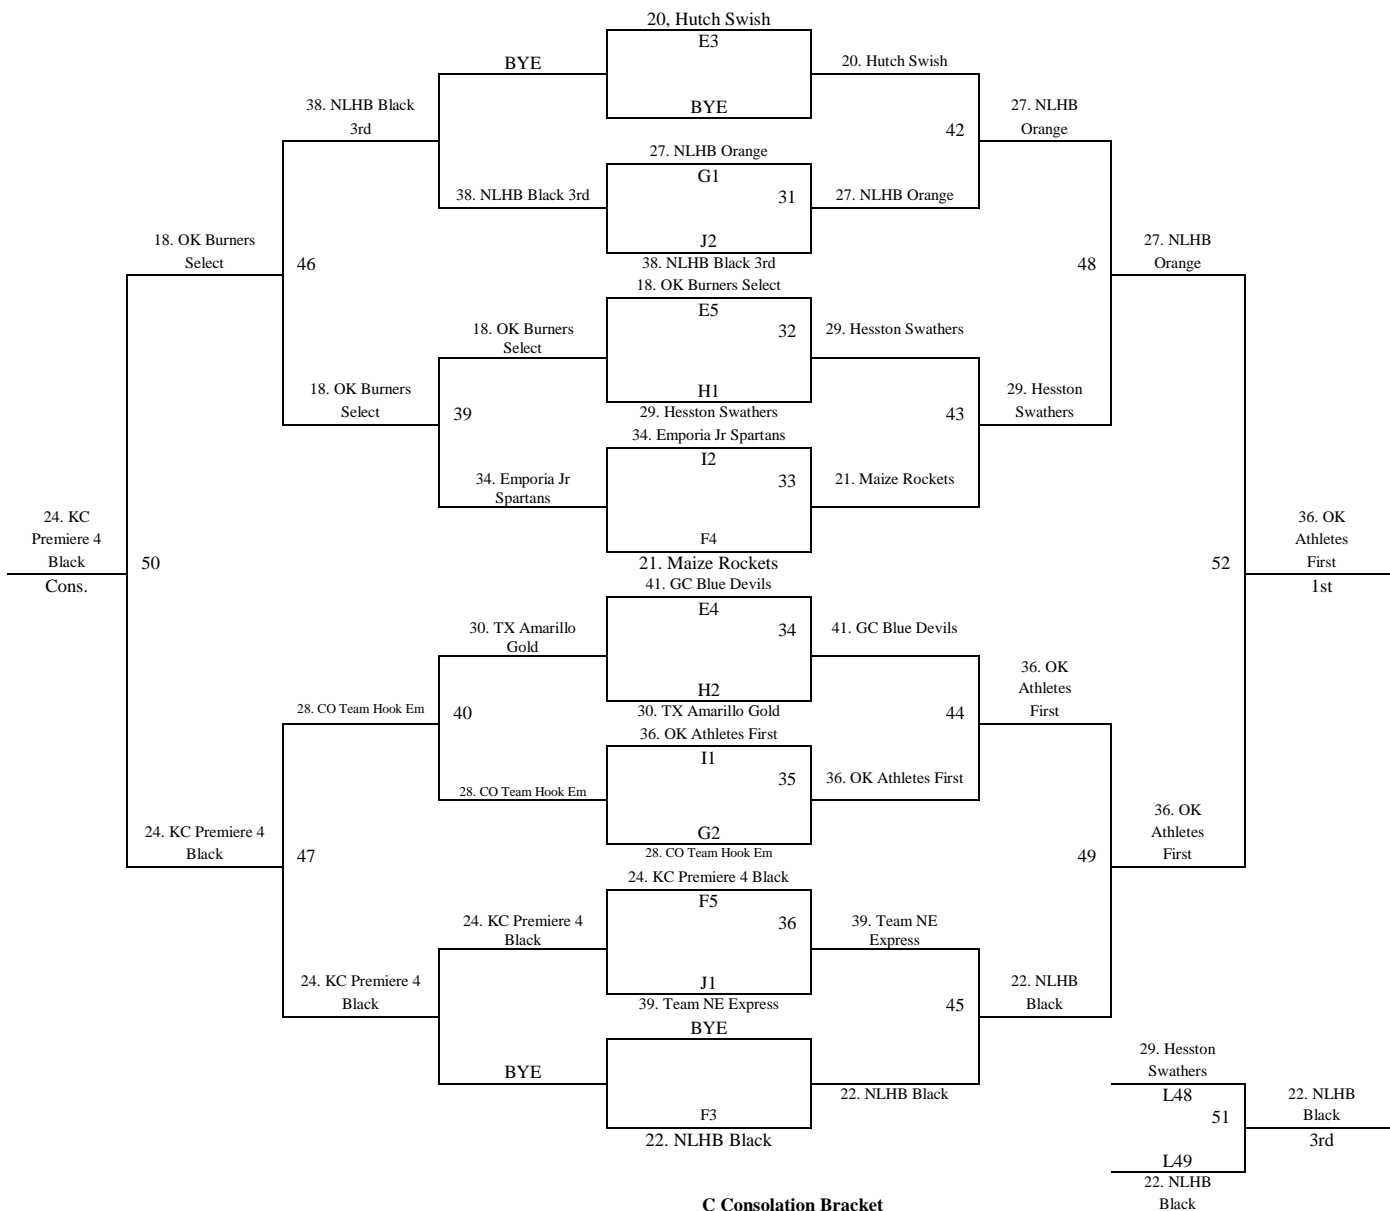 20, Hutch Swish
E3
BYE
20. Hutch Swish
BYE
38. NLHB Black
3rd
27. NLHB
Orange
42
27. NLHB Orange
G1
31
38. NLHB Black 3rd
27. NLHB Orange
J2
38. NLHB Black 3rd
18. OK Burners
Select
46
48
27. NLHB
Orange
18. OK Burners Select
E5
32
18. OK Burners
Select
29. Hesston Swathers
H1
29. Hesston Swathers
18. OK Burners
Select
39
43
29. Hesston
Swathers
34. Emporia Jr Spartans
I2
33
34. Emporia Jr
Spartans
21. Maize Rockets
F4
21. Maize Rockets
24. KC
Premiere 4
Black
Cons.
50
52
36. OK
Athletes
First
1st
41. GC Blue Devils
E4
34
30. TX Amarillo
Gold
41. GC Blue Devils
H2
30. TX Amarillo Gold
28. CO Team Hook Em
40
44
36. OK
Athletes
First
36. OK Athletes First
I1
35
28. CO Team Hook Em
36. OK Athletes First
G2
28. CO Team Hook Em
24. KC Premiere 4
Black
47
49
36. OK
Athletes
First
24. KC Premiere 4 Black
F5
36
24. KC Premiere 4
Black
39. Team NE
Express
J1
39. Team NE Express
24. KC Premiere 4
Black
45
22. NLHB
Black
BYE
BYE
22. NLHB Black
F3
22. NLHB Black
29. Hesston
Swathers
L48
51
22. NLHB
Black
3rd
L49
22. NLHB
Black
C Consolation Bracket